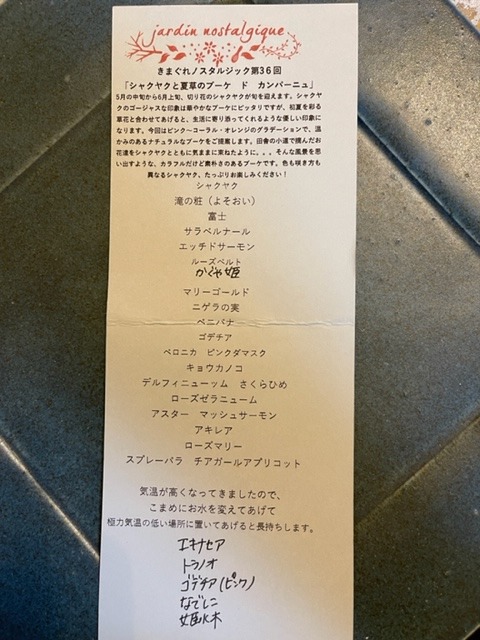 jardin nostalgique
きまぐれノスタルジック第36回
「シャクヤクと夏草のブーケ ド カンパーニュ」
5月の中旬から6月上旬、切り花のシャクヤクが旬を迎えます。シャクヤ
クのゴージャスな印象は華やかなブーケにピッタリですが、初夏を彩る
草花と合わせてあげると、生活に寄り添ってくれるような優しい印象に
なります。今回はピンク〜コーラル・オレンジのグラデーションで、温
かみのあるナチュラルなブーケをご提案します。田舎の小道で摘んだお
花達をシャクヤクとともに気ままに束ねたように。。。そんな風景を思
い出すような、カラフルだけど素朴さのあるブーケです。色も咲き方も
異なるシャクヤク、たっぷりお楽しみください！
シャクヤク
滝の粧（よそおい）
富士
サラベルナール
エッチドサーモン
ルーズベルト
かぐや姫
マリーゴールド
ニゲラの実
ベニバナ
ゴデチア
ベロニカ ピンクダマスク
キョウカノコ
デルフィニューッム さくらひめ
ローズゼラニューム
アスター マッシュサーモン
アキレア
ローズマリー
スプレーバラ チアガールアプリコット
気温が高くなってきましたので、
こまめにお水を変えてあげて
極力気温の低い場所に置いてあげると長持ちします。
エキナセア
トラノオ
ゴデチア(ピンク)
なでしこ
姫水木